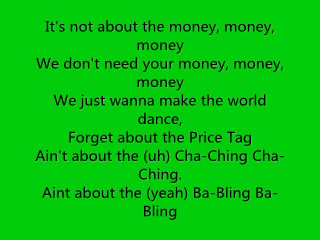 It's not about the money, money,
money
We don't need your money, money,
money
We just wanna make the world
dance,
Forget about the Price Tag
Ain't about the (uh) Cha-Ching Cha-
Ching.
Aint about the (yeah) Ba-Bling Ba-
Bling